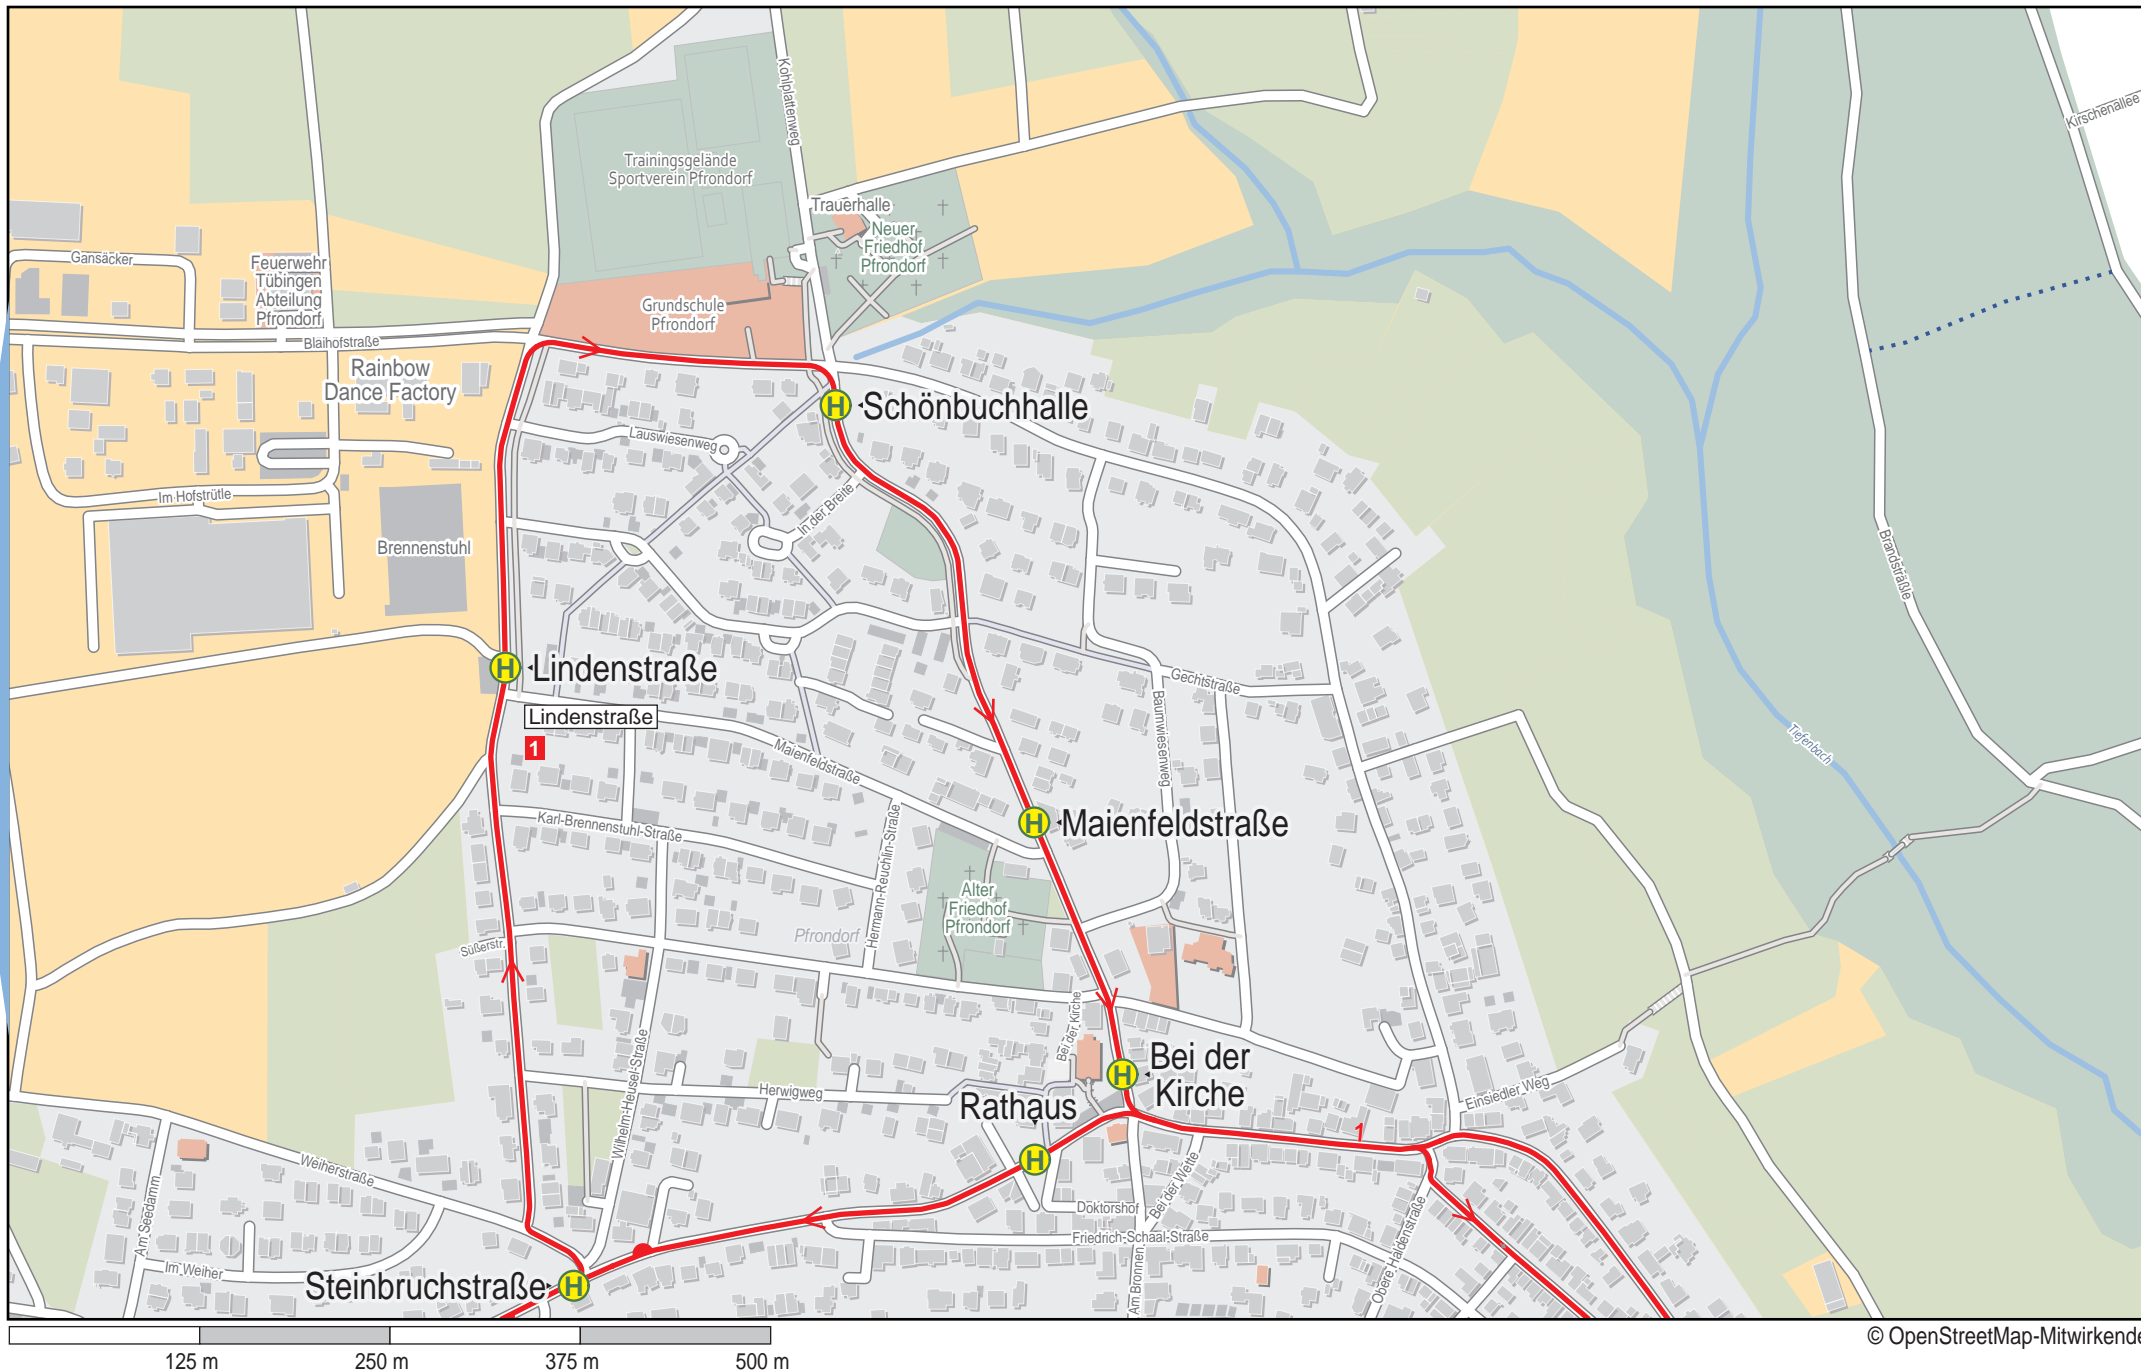 Kohlplattenweg
Kirschenallee
Trainingsgelände
Sportverein Pfrondorf
Trauerhalle
Neuer
Friedhof
Pfrondorf
Gansäcker
Feuerwehr
Tübingen
Abteilung
Pfrondorf
Grundschule
Pfrondorf
Blaihofstraße
Rainbow
Dance Factory
H
Schönbuchhalle
Lauswiesenweg
Im Hofstrütle
In der Breite
Brennenstuhl
Brandsträßle
H
Lindenstraße
Gechtstraße
Lindenstraße
1
Baumwiesenweg
Maienfeldstraße
Tiefenbach
Karl-Brennenstuhl-Straße
Hermann-Reuchlin-Straße
H
Maienfeldstraße
Alter
Friedhof
Pfrondorf
Pfrondorf
Süßerstr.
Bei der Kirche
Wilhelm-Heusel-Straße
Herwigweg
H
Bei der
Kirche
Einsiedler Weg
Rathaus
H
1
Weiherstraße
Am Seedamm
Bei der Wette
Doktorshof
Friedrich-Schaal-Straße
Obere Haldenstraße
Am Bronnen
Im Weiher
Steinbruchstraße
H
© OpenStreetMap-Mitwirkende
125 m
250 m
375 m
500 m